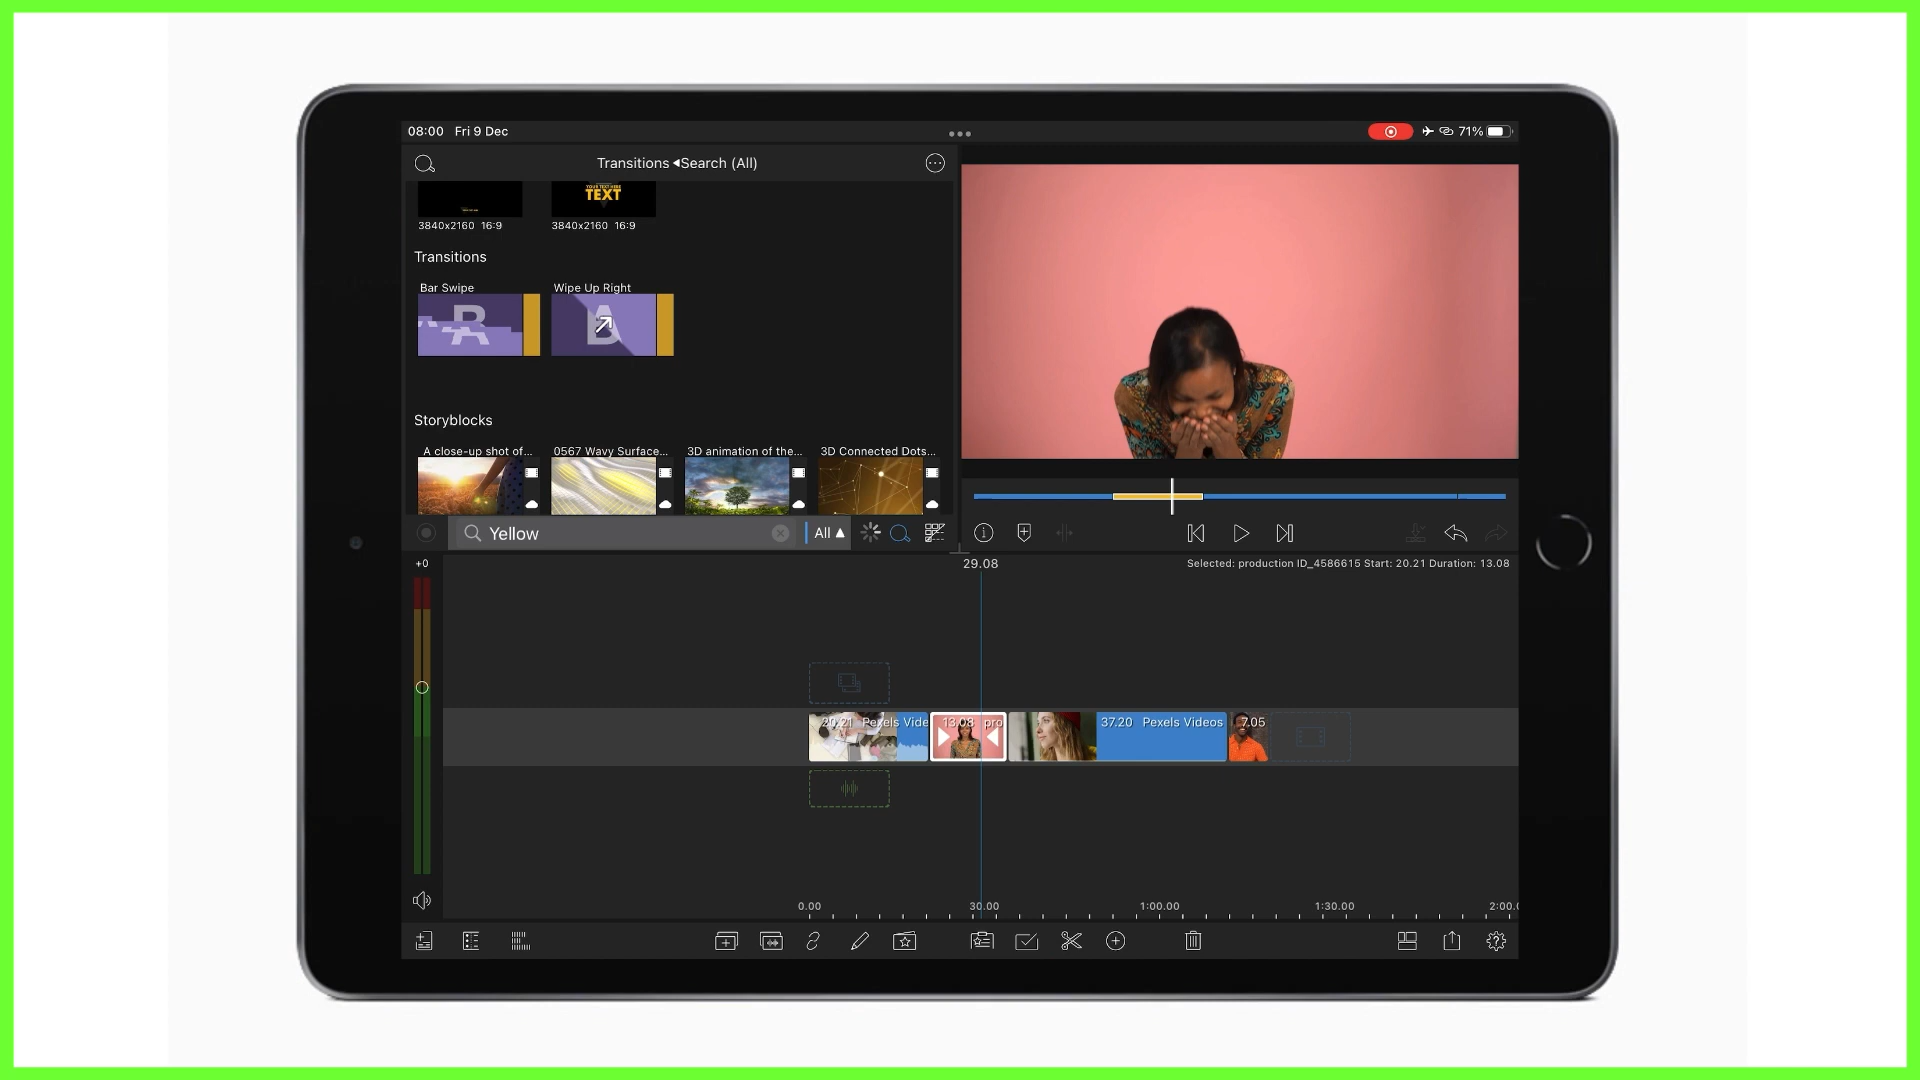 08:00 Fri 9 Dec
71%
Transitions ◂Search (All)
YOUR TEXT HERE
TEXT
3840x2160 16:9
3840x2160 16:9
Transitions
Bar Swipe
Wipe Up Right
B
A
Storyblocks
A close-up shot of...
0567 Wavy Surface...
3D animation of the...
3D Connected Dots...
Yellow
All ▲
+0
29.08
Selected: production ID_4586615 Start: 20.21 Duration: 13.08
20.21 Pexels Vide
13.08 pro
37.20 Pexels Videos
7.05
0.00
30.00
1:00.00
1:30.00
2:00.0